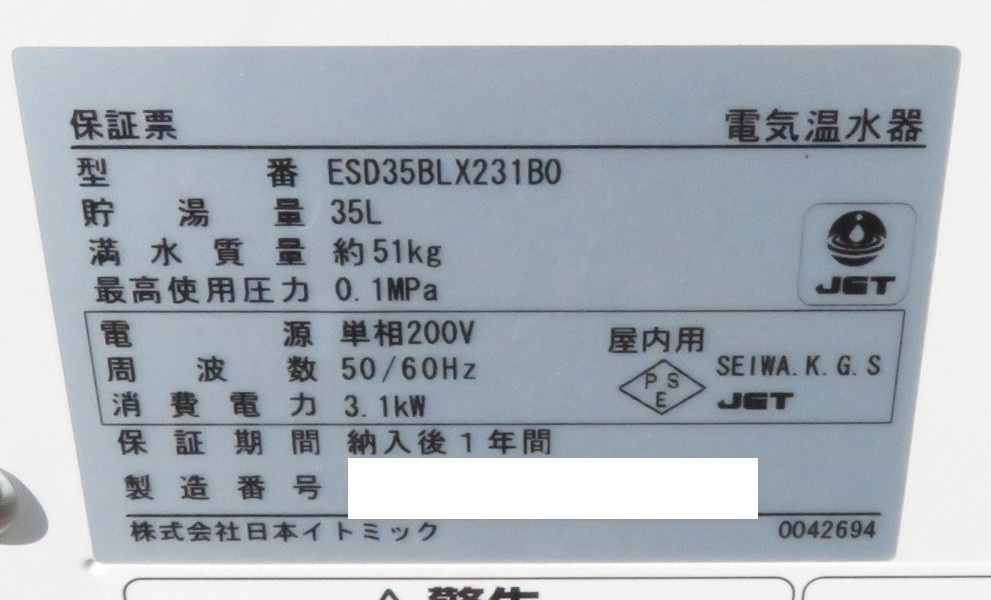 保証票 電気温水器
型番 ESD35BLX231B0
貯湯量 35L
満水質量 約51kg
最高使用圧力 0.1MPa
JET
電源 単相200V 屋内用
周波数 50/60Hz PSE SEIWA.K.G.S
消費電力 3.1kW JET
保証期間 納入後1年間
製造番号
株式会社日本イトミック 0042694